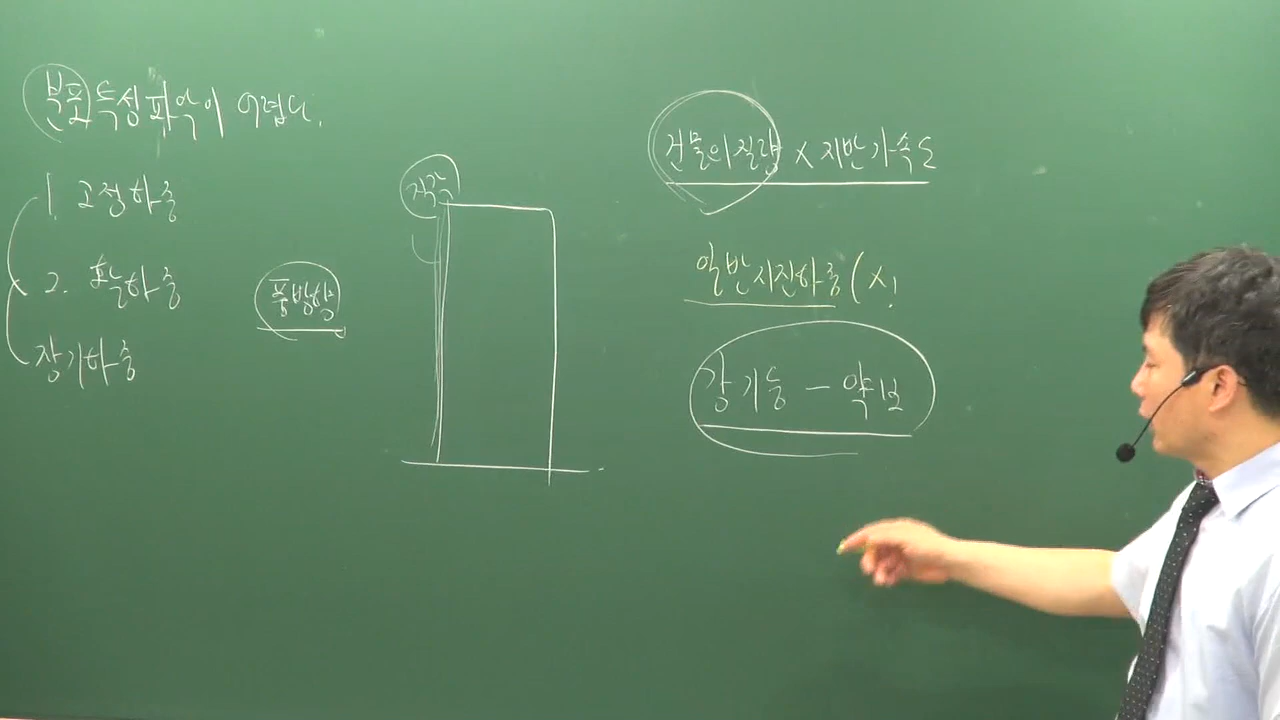 분포특성파악이 어렵다.
1. 고정하중
2. 활하중
장기하중
풍방향
직각
건물의질량 X 지반가속도
일반지진하중(X)
강기둥 - 약보